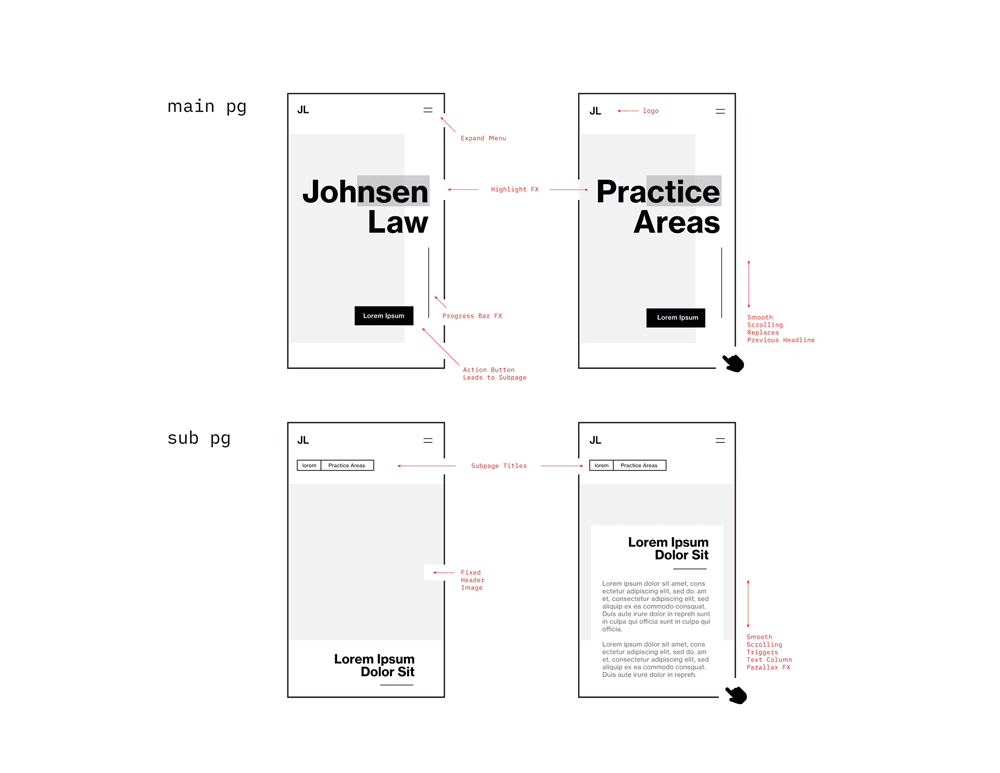 main pg
JL
Expand Menu
Johnsen
Law
Highlight FX
Lorem Ipsum
Progress Bar FX
Action Button
Leads to Subpage
JL
logo
Practice
Areas
Lorem Ipsum
Smooth
Scrolling
Replaces
Previous Headline
sub pg
JL
lorem
Practice Areas
Subpage Titles
Fixed
Header
Image
Lorem Ipsum
Dolor Sit
JL
lorem
Practice Areas
Lorem Ipsum
Dolor Sit
Lorem ipsum dolor sit amet, cons
ectetur adipiscing elit, sed do. am
et, consectetur adipiscing elit, sed
aliquip ex ea commodo consquat.
Duis aute irure dolor in repreh sunt
in culpa qui officia sunt in culpa qui
officia.
Lorem ipsum dolor sit amet, cons
ectetur adipiscing elit, sed do. am
et, consectetur adipiscing elit, sed
aliquip ex ea commodo consquat.
Duis aute irure dolor in repreh.
Smooth
Scrolling
Triggers
Text Column
Parallax FX